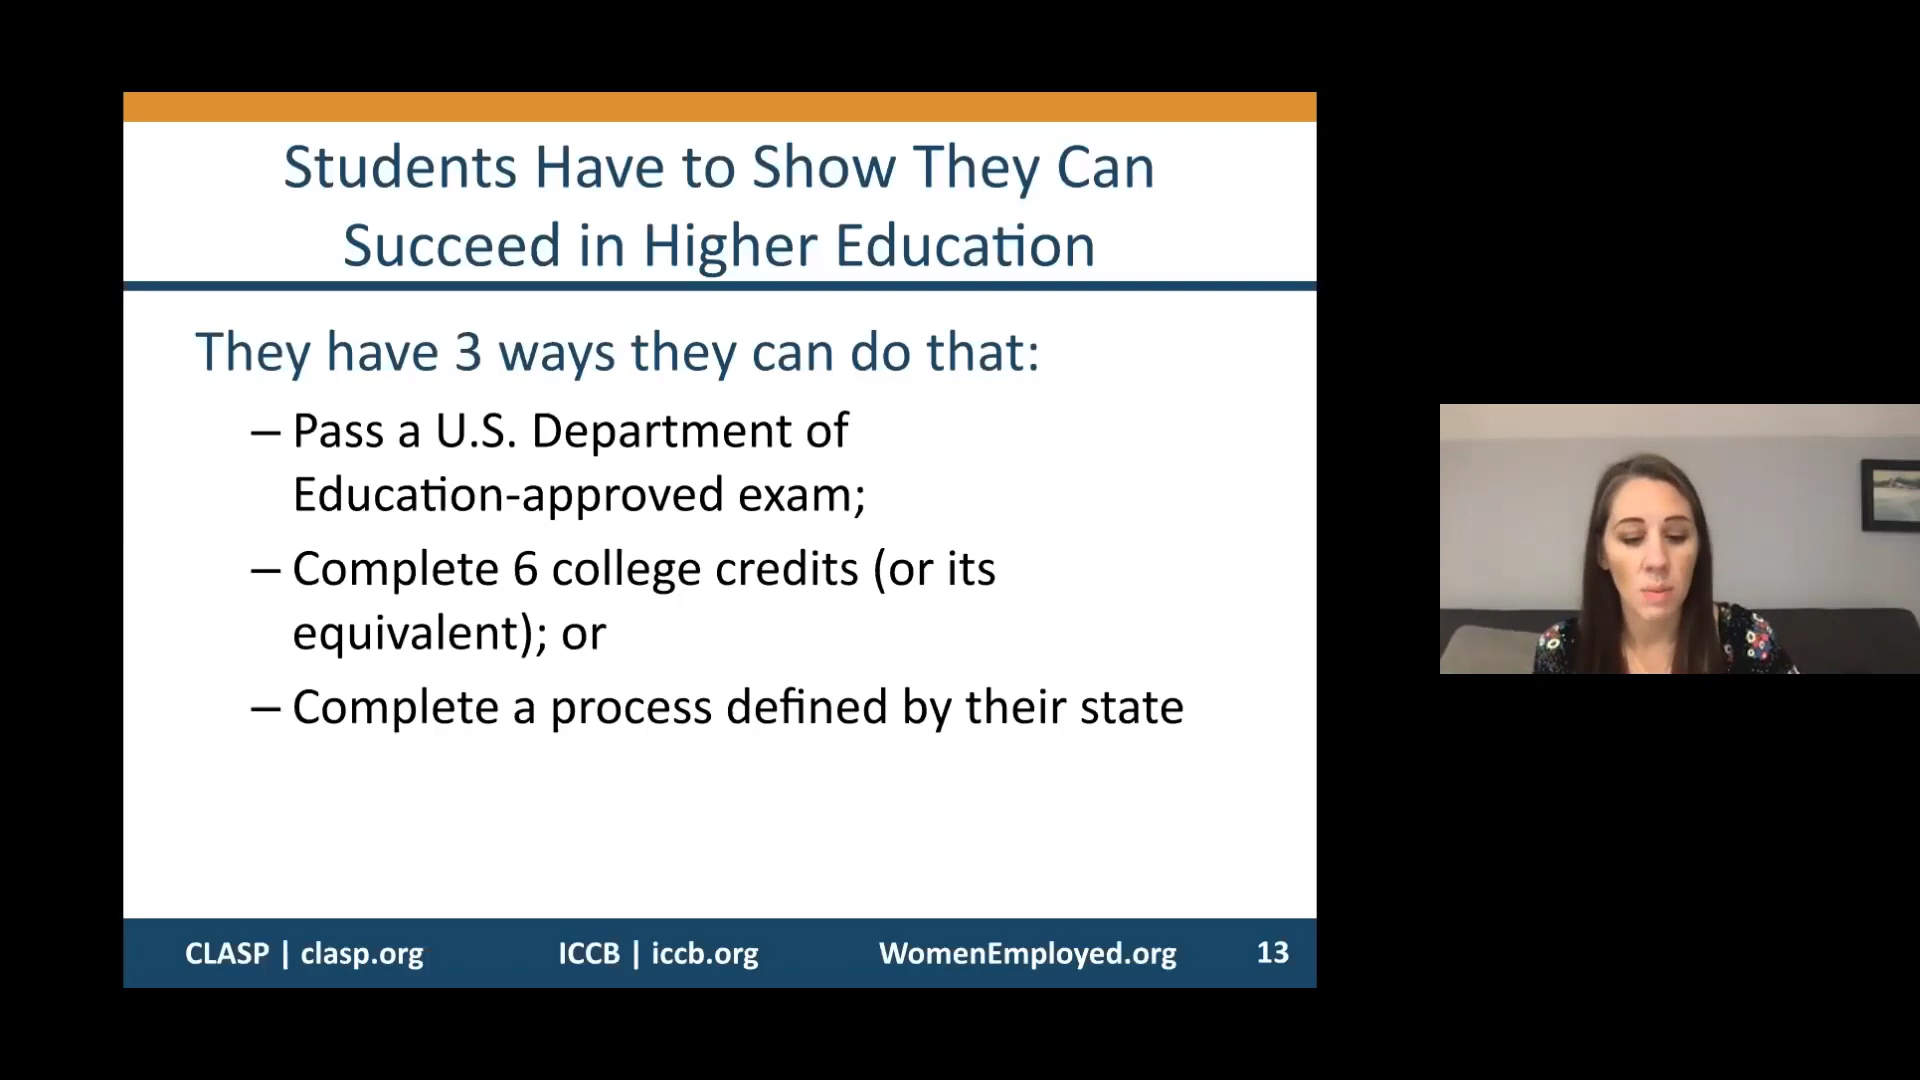 Students Have to Show They Can
Succeed in Higher Education
They have 3 ways they can do that:
– Pass a U.S. Department of
Education-approved exam;
– Complete 6 college credits (or its
equivalent); or
– Complete a process defined by their state
CLASP | clasp.org ICCB | iccb.org WomenEmployed.org 13